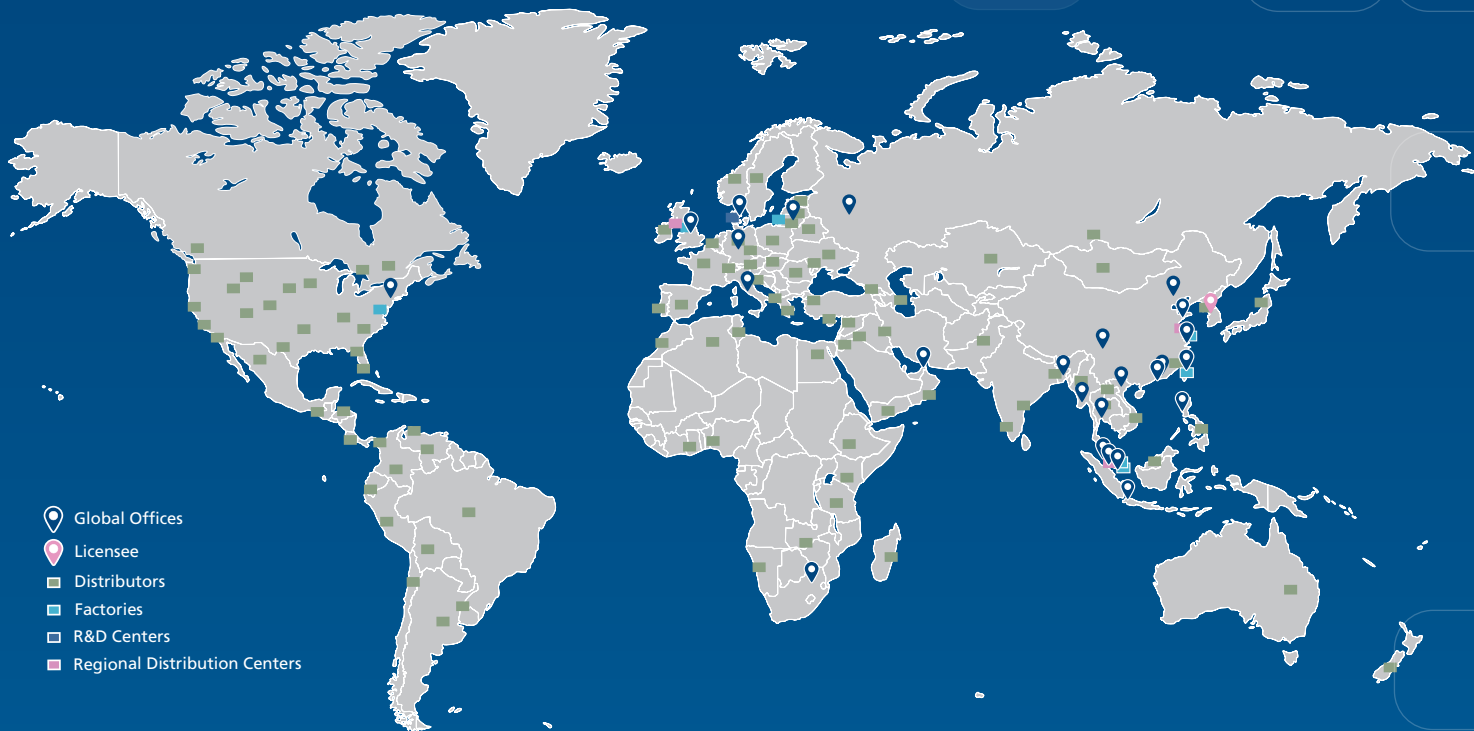 Global Offices
Licensee
Distributors
Factories
R&D Centers
Regional Distribution Centers